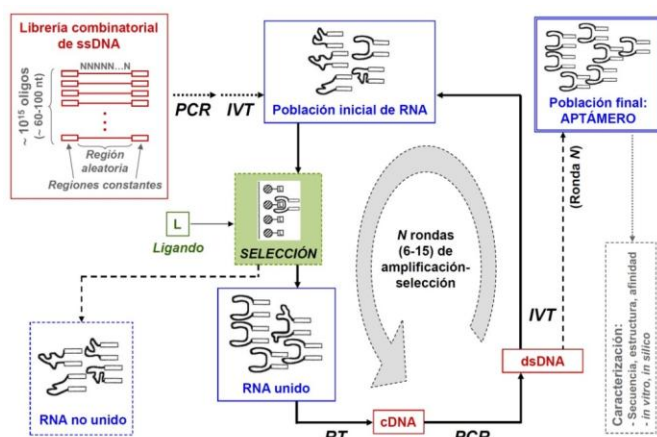 Librería combinatorial
de ssDNA
NNNNN...N
~ 10¹⁵ oligos
(~ 60-100 nt)
Región
aleatoria
Regiones constantes
PCR
IVT
Población inicial de RNA
L
Ligando
SELECCIÓN
RNA no unido
RNA unido
RT
cDNA
PCR
dsDNA
IVT
N rondas
(6-15) de
amplificación-
selección
(Ronda N)
Población final:
APTÁMERO
Caracterización:
- Secuencia, estructura, afinidad
- in vitro, in silico